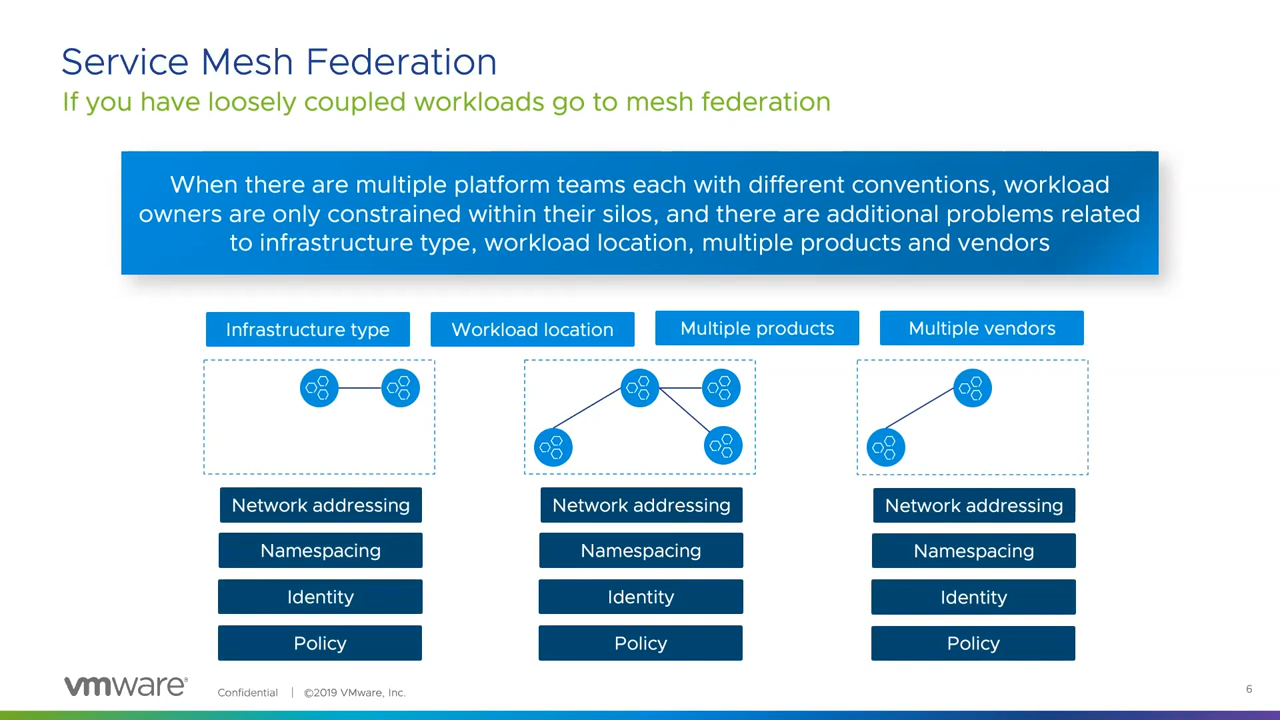 Service Mesh Federation
If you have loosely coupled workloads go to mesh federation
When there are multiple platform teams each with different conventions, workload
owners are only constrained within their silos, and there are additional problems related
to infrastructure type, workload location, multiple products and vendors
Infrastructure type
Workload location
Multiple products
Multiple vendors
Network addressing
Namespacing
Identity
Policy
Network addressing
Namespacing
Identity
Policy
Network addressing
Namespacing
Identity
Policy
vmware®
Confidential | ©2019 VMware, Inc.
6